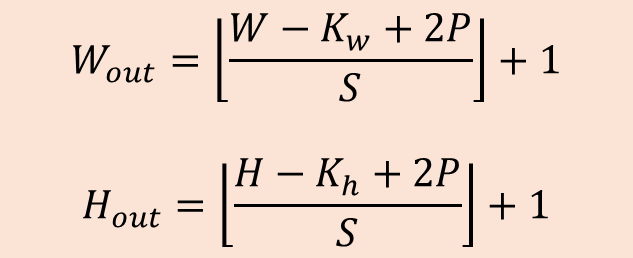 W_out = ⌊(W − K_w + 2P)/S⌋ + 1
H_out = ⌊(H − K_h + 2P)/S⌋ + 1